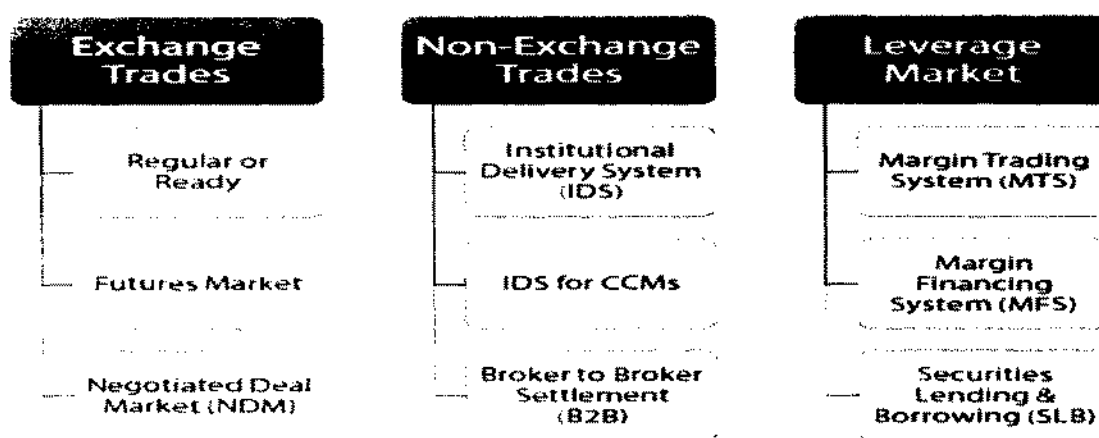 Exchange
Trades
Regular or
Ready
Futures Market
Negotiated Deal
Market (NDM)
Non-Exchange
Trades
Institutional
Delivery System
(IDS)
IDS for CCMs
Broker to Broker
Settlement
(B2B)
Leverage
Market
Margin Trading
System (MTS)
Margin
Financing
System (MFS)
Securities
Lending &
Borrowing (SLB)